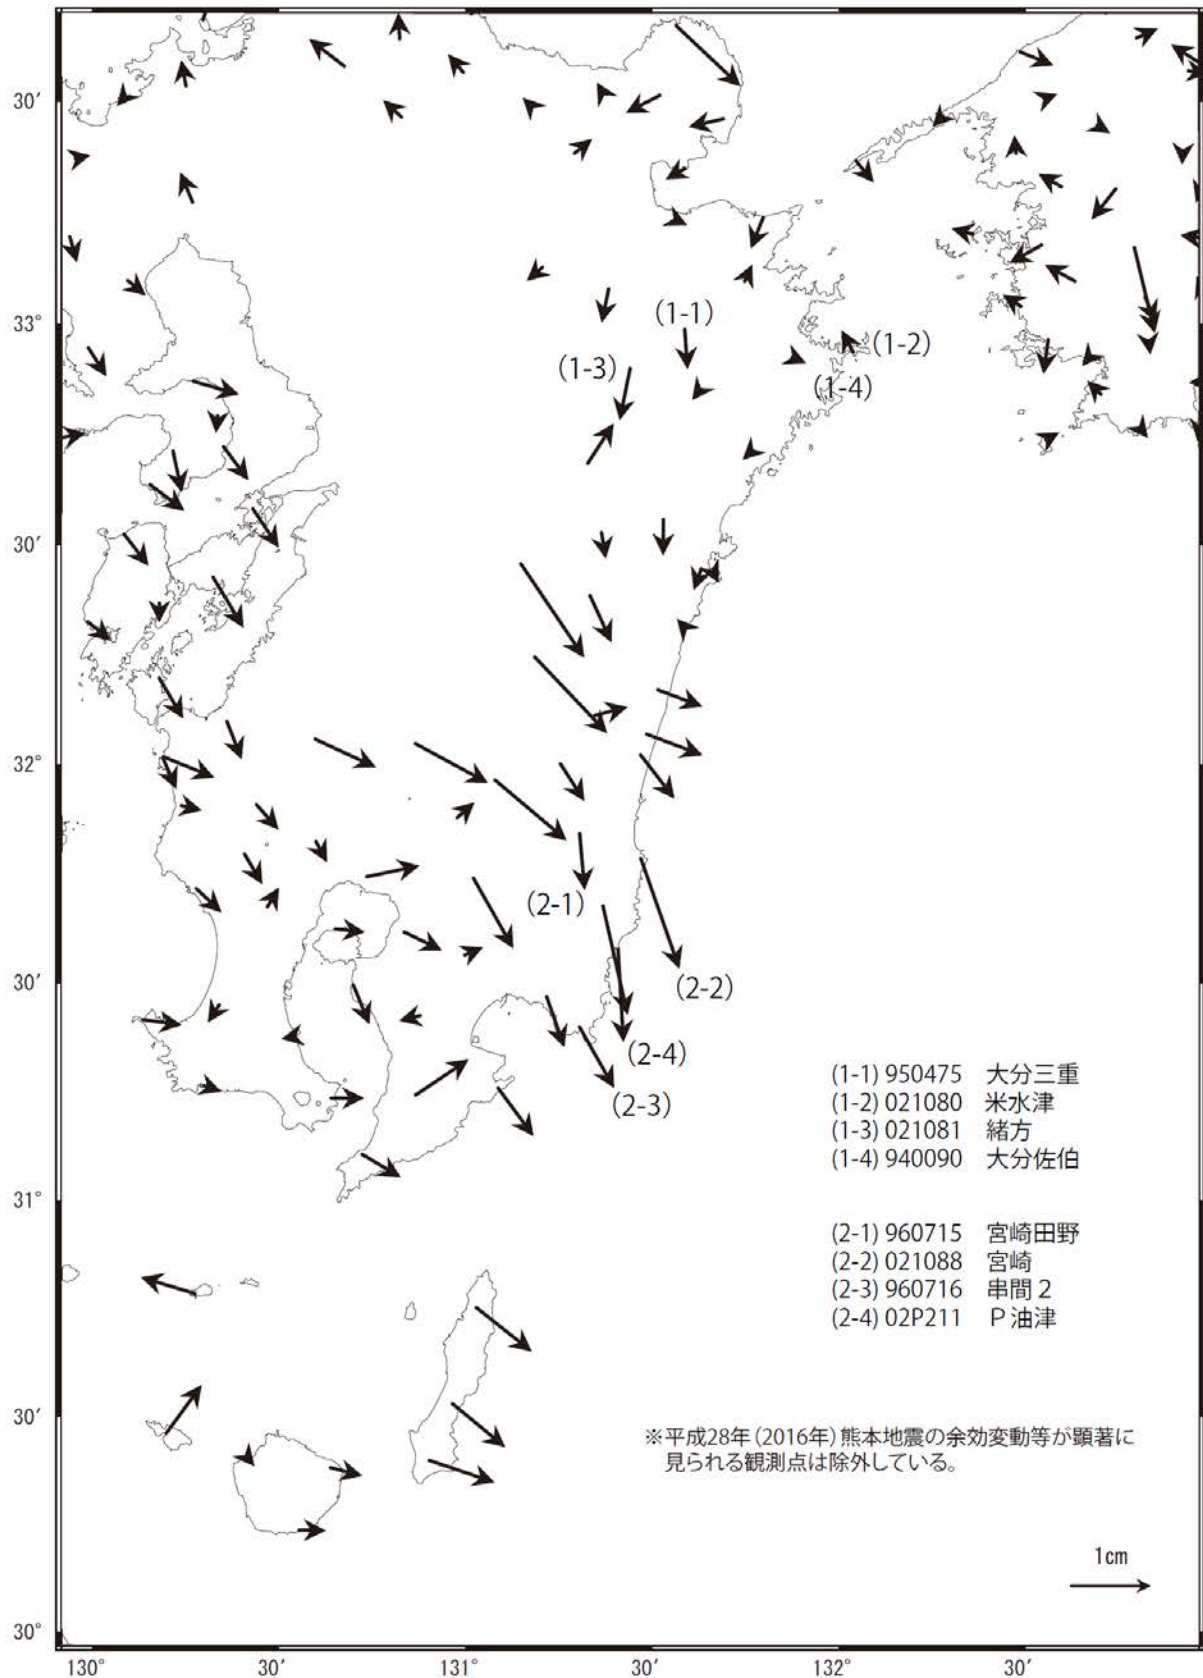 30′
(1-1)
33°
(1-2)
(1-3)
(1-4)
30′
32°
(2-1)
30′
(2-2)
(2-4)
(2-3)
(1-1) 950475 大分三重
(1-2) 021080 米水津
(1-3) 021081 緒方
(1-4) 940090 大分佐伯
31°
(2-1) 960715 宮崎田野
(2-2) 021088 宮崎
(2-3) 960716 串間2
(2-4) 02P211 P油津
30′
※平成28年(2016年)熊本地震の余効変動等が顕著に
見られる観測点は除外している。
1cm
30°
130° 30′ 131° 30′ 132° 30′